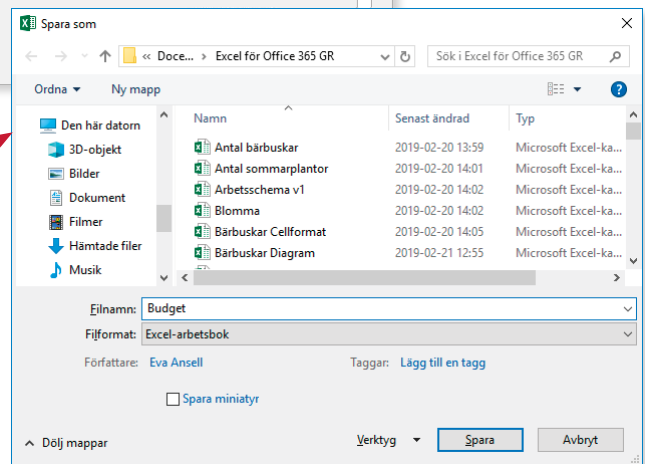 Spara som
« Doce... › Excel för Office 365 GR
Sök i Excel för Office 365 GR
Ordna Ny mapp
Namn Senast ändrad Typ
Den här datorn
3D-objekt
Bilder
Dokument
Filmer
Hämtade filer
Musik
Antal bärbuskar 2019-02-20 13:59 Microsoft Excel-ka...
Antal sommarplantor 2019-02-20 14:01 Microsoft Excel-ka...
Arbetsschema v1 2019-02-20 14:02 Microsoft Excel-ka...
Blomma 2019-02-20 14:02 Microsoft Excel-ka...
Bärbuskar Cellformat 2019-02-20 14:05 Microsoft Excel-ka...
Bärbuskar Diagram 2019-02-21 12:55 Microsoft Excel-ka...
Filnamn: Budget
Filformat: Excel-arbetsbok
Författare: Eva Ansell Taggar: Lägg till en tagg
Spara miniatyr
Dölj mappar Verktyg Spara Avbryt